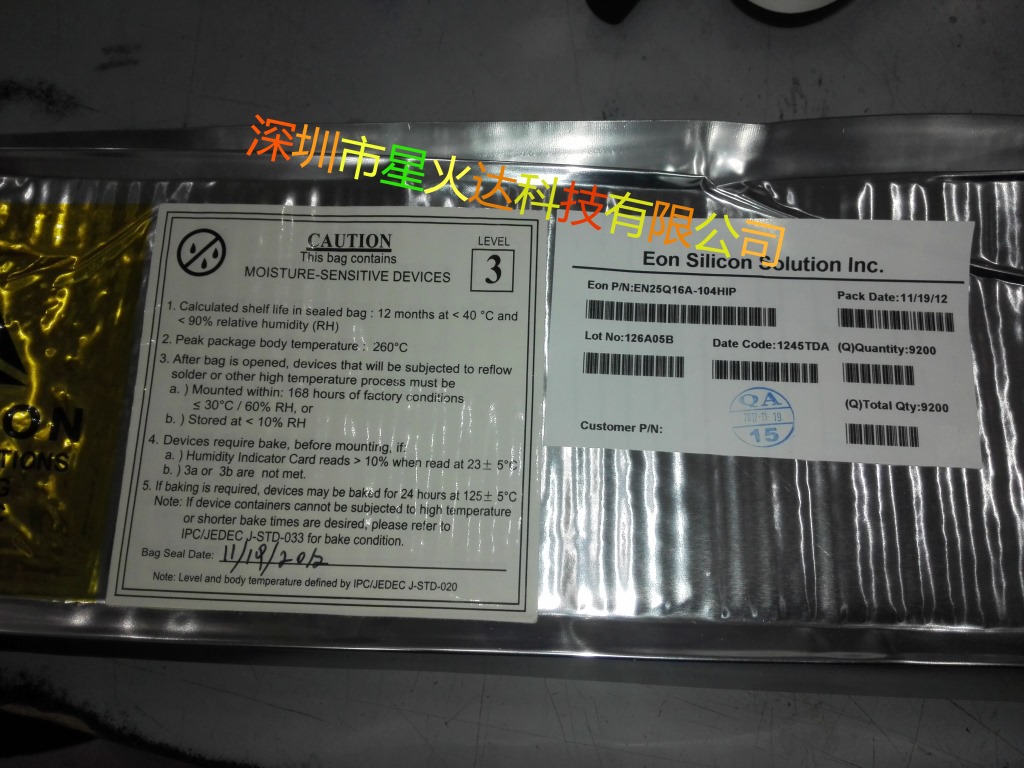 深圳市星火达科技有限公司
CAUTION
This bag contains
MOISTURE-SENSITIVE DEVICES
LEVEL
3
1. Calculated shelf life in sealed bag : 12 months at < 40 °C and
< 90% relative humidity (RH)
2. Peak package body temperature : 260°C
3. After bag is opened, devices that will be subjected to reflow
solder or other high temperature process must be
a. ) Mounted within: 168 hours of factory conditions
≤ 30°C / 60% RH, or
b. ) Stored at < 10% RH
4. Devices require bake, before mounting, if:
a. ) Humidity Indicator Card reads > 10% when read at 23± 5°C
b. ) 3a or 3b are not met.
5. If baking is required, devices may be baked for 24 hours at 125± 5°C
Note: If device containers cannot be subjected to high temperature
or shorter bake times are desired, please refer to
IPC/JEDEC J-STD-033 for bake condition.
Bag Seal Date: 11/19/2012
Note: Level and body temperature defined by IPC/JEDEC J-STD-020
Eon Silicon Solution Inc.
Eon P/N:EN25Q16A-104HIP
Pack Date:11/19/12
Lot No:126A05B
Date Code:1245TDA
(Q)Quantity:9200
(Q)Total Qty:9200
Customer P/N:
QA
15
ON
TIONS
G